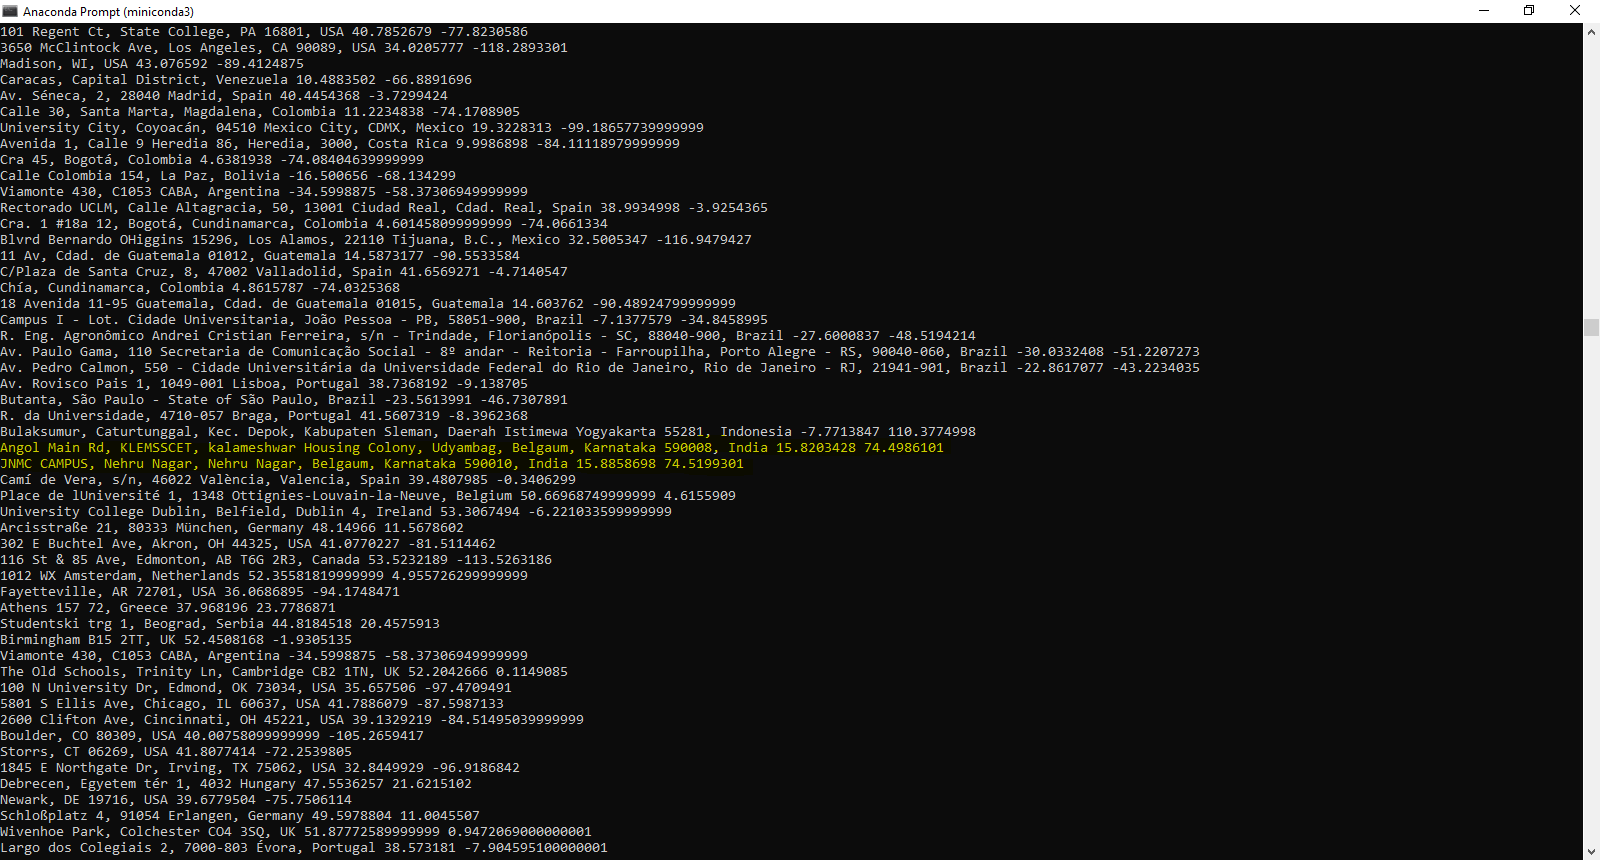 Anaconda Prompt (miniconda3)
101 Regent Ct, State College, PA 16801, USA 40.7852679 -77.8230586
3650 McClintock Ave, Los Angeles, CA 90089, USA 34.0205777 -118.2893301
Madison, WI, USA 43.076592 -89.4124875
Caracas, Capital District, Venezuela 10.4883502 -66.8891696
Av. Séneca, 2, 28040 Madrid, Spain 40.4454368 -3.7299424
Calle 30, Santa Marta, Magdalena, Colombia 11.2234838 -74.1708905
University City, Coyoacán, 04510 Mexico City, CDMX, Mexico 19.3228313 -99.18657739999999
Avenida 1, Calle 9 Heredia 86, Heredia, 3000, Costa Rica 9.9986898 -84.11118979999999
Cra 45, Bogotá, Colombia 4.6381938 -74.08404639999999
Calle Colombia 154, La Paz, Bolivia -16.500656 -68.134299
Viamonte 430, C1053 CABA, Argentina -34.5998875 -58.37306949999999
Rectorado UCLM, Calle Altagracia, 50, 13001 Ciudad Real, Cdad. Real, Spain 38.9934998 -3.9254365
Cra. 1 #18a 12, Bogotá, Cundinamarca, Colombia 4.601458099999999 -74.0661334
Blvrd Bernardo OHiggins 15296, Los Alamos, 22110 Tijuana, B.C., Mexico 32.5005347 -116.9479427
11 Av, Cdad. de Guatemala 01012, Guatemala 14.5873177 -90.5533584
C/Plaza de Santa Cruz, 8, 47002 Valladolid, Spain 41.6569271 -4.7140547
Chía, Cundinamarca, Colombia 4.8615787 -74.0325368
18 Avenida 11-95 Guatemala, Cdad. de Guatemala 01015, Guatemala 14.603762 -90.48924799999999
Campus I - Lot. Cidade Universitaria, João Pessoa - PB, 58051-900, Brazil -7.1377579 -34.8458995
R. Eng. Agronômico Andrei Cristian Ferreira, s/n - Trindade, Florianópolis - SC, 88040-900, Brazil -27.6000837 -48.5194214
Av. Paulo Gama, 110 Secretaria de Comunicação Social - 8º andar - Reitoria - Farroupilha, Porto Alegre - RS, 90040-060, Brazil -30.0332408 -51.2207273
Av. Pedro Calmon, 550 - Cidade Universitária da Universidade Federal do Rio de Janeiro, Rio de Janeiro - RJ, 21941-901, Brazil -22.8617077 -43.2234035
Av. Rovisco Pais 1, 1049-001 Lisboa, Portugal 38.7368192 -9.138705
Butanta, São Paulo - State of São Paulo, Brazil -23.5613991 -46.7307891
R. da Universidade, 4710-057 Braga, Portugal 41.5607319 -8.3962368
Bulaksumur, Caturtunggal, Kec. Depok, Kabupaten Sleman, Daerah Istimewa Yogyakarta 55281, Indonesia -7.7713847 110.3774998
Angol Main Rd, KLEMSSCET, kalameshwar Housing Colony, Udyambag, Belgaum, Karnataka 590008, India 15.8203428 74.4986101
JNMC CAMPUS, Nehru Nagar, Nehru Nagar, Belgaum, Karnataka 590010, India 15.8858698 74.5199301
Camí de Vera, s/n, 46022 València, Valencia, Spain 39.4807985 -0.3406299
Place de lUniversité 1, 1348 Ottignies-Louvain-la-Neuve, Belgium 50.66968749999999 4.6155909
University College Dublin, Belfield, Dublin 4, Ireland 53.3067494 -6.221033599999999
Arcisstraße 21, 80333 München, Germany 48.14966 11.5678602
302 E Buchtel Ave, Akron, OH 44325, USA 41.0770227 -81.5114462
116 St & 85 Ave, Edmonton, AB T6G 2R3, Canada 53.5232189 -113.5263186
1012 WX Amsterdam, Netherlands 52.35581819999999 4.955726299999999
Fayetteville, AR 72701, USA 36.0686895 -94.1748471
Athens 157 72, Greece 37.968196 23.7786871
Studentski trg 1, Beograd, Serbia 44.8184518 20.4575913
Birmingham B15 2TT, UK 52.4508168 -1.9305135
Viamonte 430, C1053 CABA, Argentina -34.5998875 -58.37306949999999
The Old Schools, Trinity Ln, Cambridge CB2 1TN, UK 52.2042666 0.1149085
100 N University Dr, Edmond, OK 73034, USA 35.657506 -97.4709491
5801 S Ellis Ave, Chicago, IL 60637, USA 41.7886079 -87.5987133
2600 Clifton Ave, Cincinnati, OH 45221, USA 39.1329219 -84.51495039999999
Boulder, CO 80309, USA 40.00758099999999 -105.2659417
Storrs, CT 06269, USA 41.8077414 -72.2539805
1845 E Northgate Dr, Irving, TX 75062, USA 32.8449929 -96.9186842
Debrecen, Egyetem tér 1, 4032 Hungary 47.5536257 21.6215102
Newark, DE 19716, USA 39.6779504 -75.7506114
Schloßplatz 4, 91054 Erlangen, Germany 49.5978804 11.0045507
Wivenhoe Park, Colchester CO4 3SQ, UK 51.87772589999999 0.9472069000000001
Largo dos Colegiais 2, 7000-803 Évora, Portugal 38.573181 -7.904595100000001